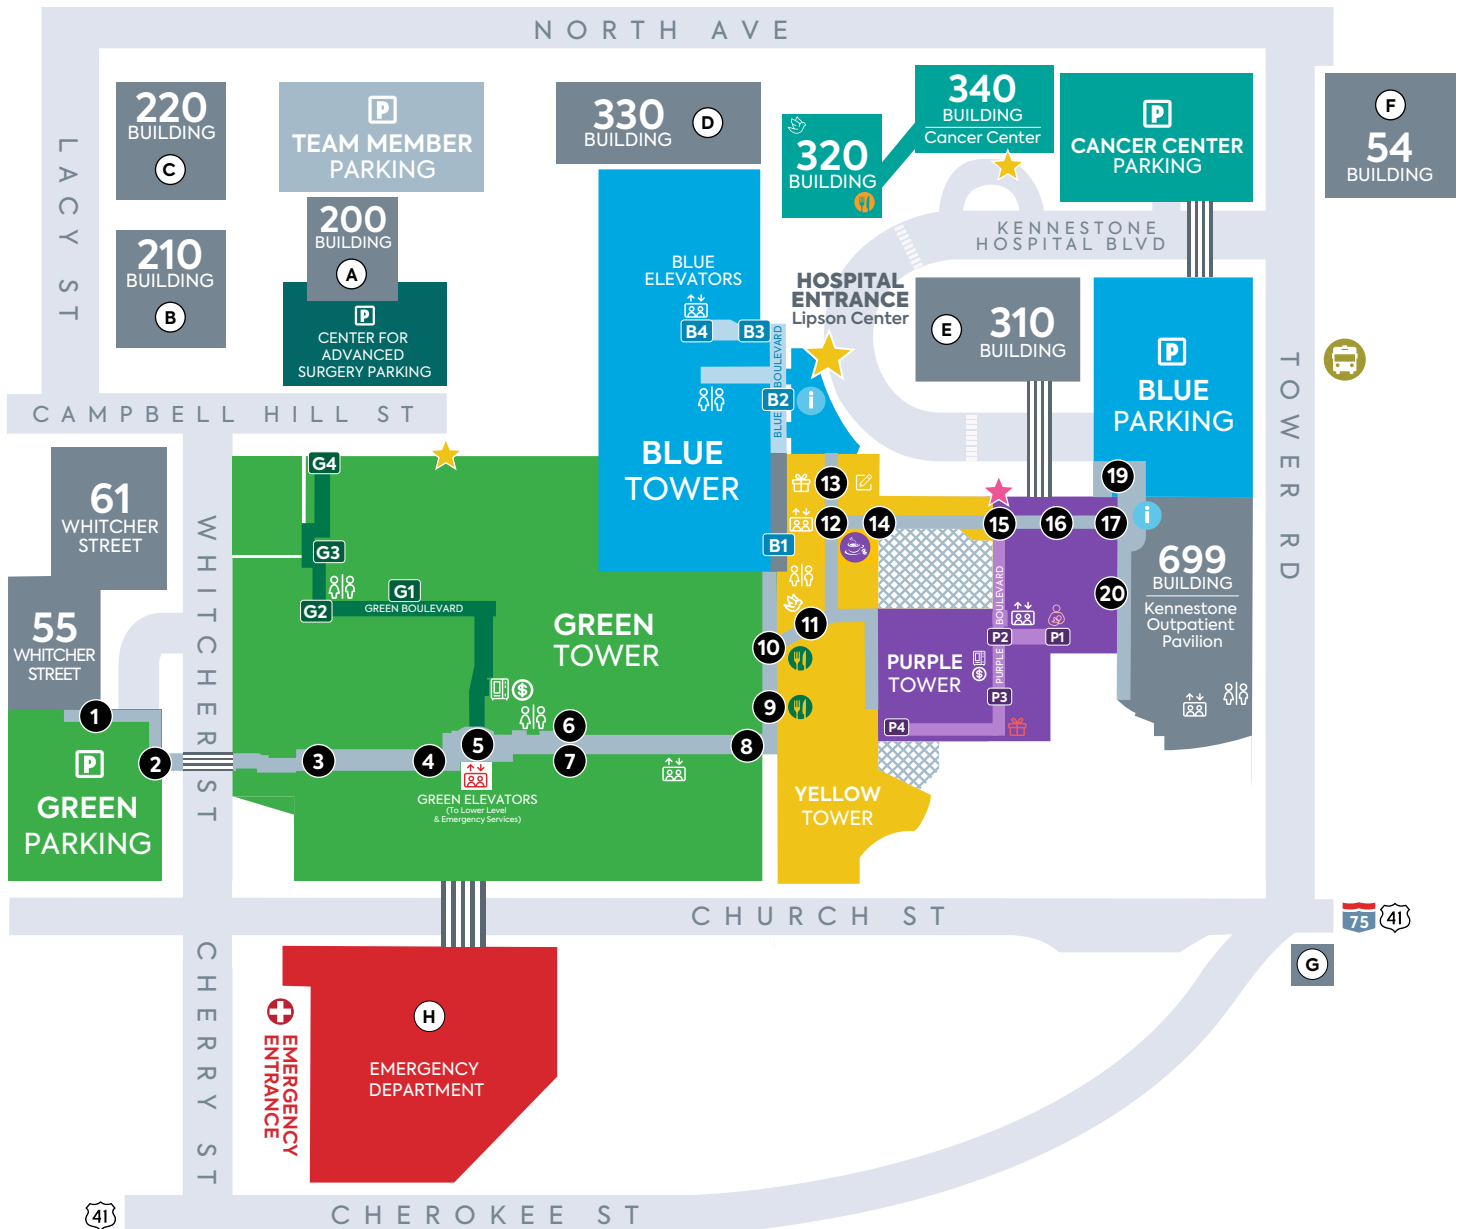 NORTH AVE
LACY ST
220
BUILDING
C
P
TEAM MEMBER
PARKING
330
BUILDING
D
320
BUILDING
340
BUILDING
Cancer Center
P
CANCER CENTER
PARKING
F
54
BUILDING
210
BUILDING
B
200
BUILDING
A
P
CENTER FOR
ADVANCED
SURGERY PARKING
KENNESTONE
HOSPITAL BLVD
BLUE
ELEVATORS
B4
B3
BLUE BOULEVARD
B2
i
HOSPITAL
ENTRANCE
Lipson Center
E
310
BUILDING
P
BLUE
PARKING
TOWER RD
CAMPBELL HILL ST
BLUE
TOWER
B1
61
WHITCHER
STREET
55
WHITCHER
STREET
WHITCHER ST
G4
G3
G2
G1
GREEN BOULEVARD
GREEN
TOWER
13
12
14
15
16
17
19
i
20
699
BUILDING
Kennestone
Outpatient
Pavilion
11
10
9
PURPLE
TOWER
$
PURPLE BOULEVARD
P2
P1
P3
P4
1
2
P
GREEN
PARKING
3
4
5
$
6
7
8
GREEN ELEVATORS
(To Lower Level
& Emergency Services)
YELLOW
TOWER
CHURCH ST
75
41
G
CHERRY ST
EMERGENCY
ENTRANCE
H
EMERGENCY
DEPARTMENT
41
CHEROKEE ST